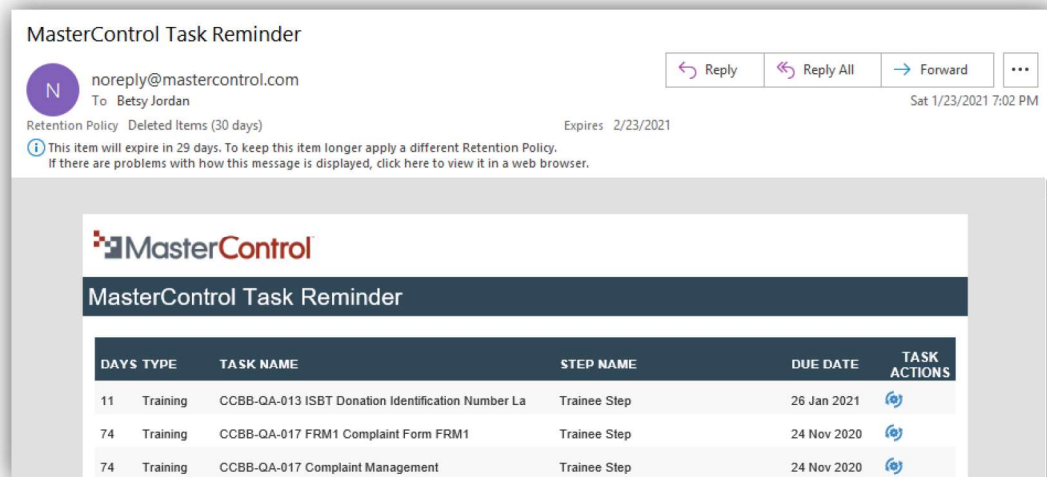 MasterControl Task Reminder
N
noreply@mastercontrol.com
To Betsy Jordan
Reply Reply All Forward ...
Sat 1/23/2021 7:02 PM
Retention Policy Deleted Items (30 days) Expires 2/23/2021
This item will expire in 29 days. To keep this item longer apply a different Retention Policy.
If there are problems with how this message is displayed, click here to view it in a web browser.
MasterControl
MasterControl Task Reminder
DAYS TYPE TASK NAME STEP NAME DUE DATE TASK ACTIONS
11 Training CCBB-QA-013 ISBT Donation Identification Number La Trainee Step 26 Jan 2021
74 Training CCBB-QA-017 FRM1 Complaint Form FRM1 Trainee Step 24 Nov 2020
74 Training CCBB-QA-017 Complaint Management Trainee Step 24 Nov 2020